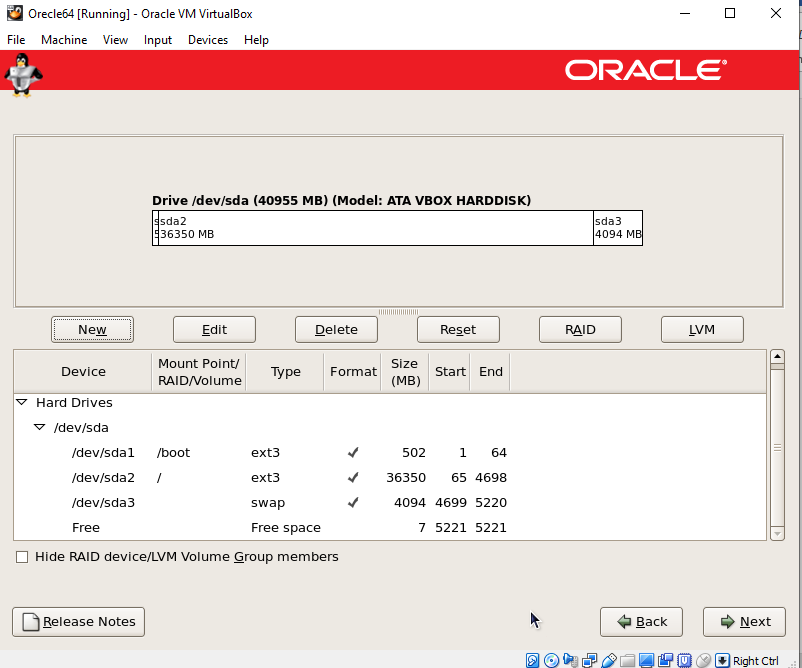 Orecle64 [Running] - Oracle VM VirtualBox
File Machine View Input Devices Help
ORACLE®
Drive /dev/sda (40955 MB) (Model: ATA VBOX HARDDISK)
s sda2 sda3
5 36350 MB 4094 MB
New Edit Delete Reset RAID LVM
Device Mount Point/ RAID/Volume Type Format Size (MB) Start End
Hard Drives
/dev/sda
/dev/sda1 /boot ext3 502 1 64
/dev/sda2 / ext3 36350 65 4698
/dev/sda3 swap 4094 4699 5220
Free Free space 7 5221 5221
Hide RAID device/LVM Volume Group members
Release Notes Back Next
Right Ctrl